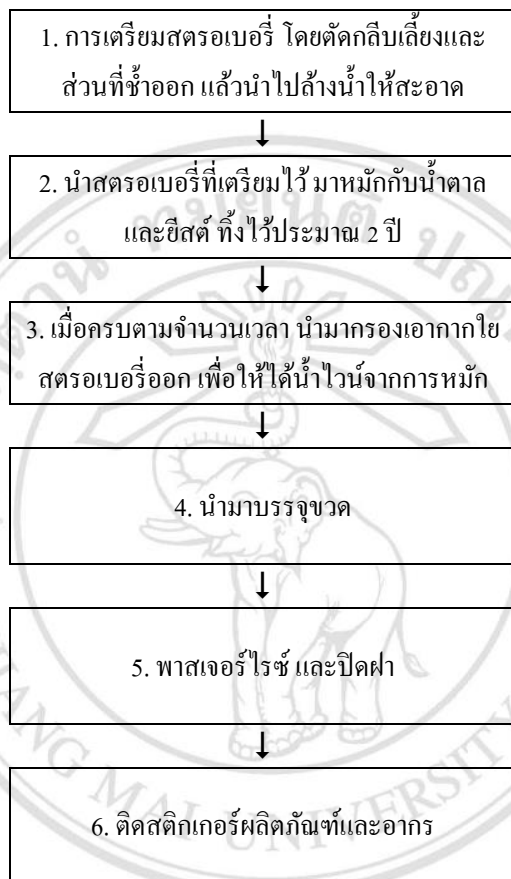 1. การเตรียมสตรอเบอรี่ โดยตัดกลีบเลี้ยงและ
ส่วนที่ช้ำออก แล้วนำไปล้างน้ำให้สะอาด
2. นำสตรอเบอรี่ที่เตรียมไว้ มาหมักกับน้ำตาล
และยีสต์ ทิ้งไว้ประมาณ 2 ปี
3. เมื่อครบตามจำนวนเวลา นำมากรองเอากากใย
สตรอเบอรี่ออก เพื่อให้ได้น้ำไวน์จากการหมัก
4. นำมาบรรจุขวด
5. พาสเจอร์ไรซ์ และปิดฝา
6. ติดสติกเกอร์ผลิตภัณฑ์และอากร
ANG MAI UNIVERSITY